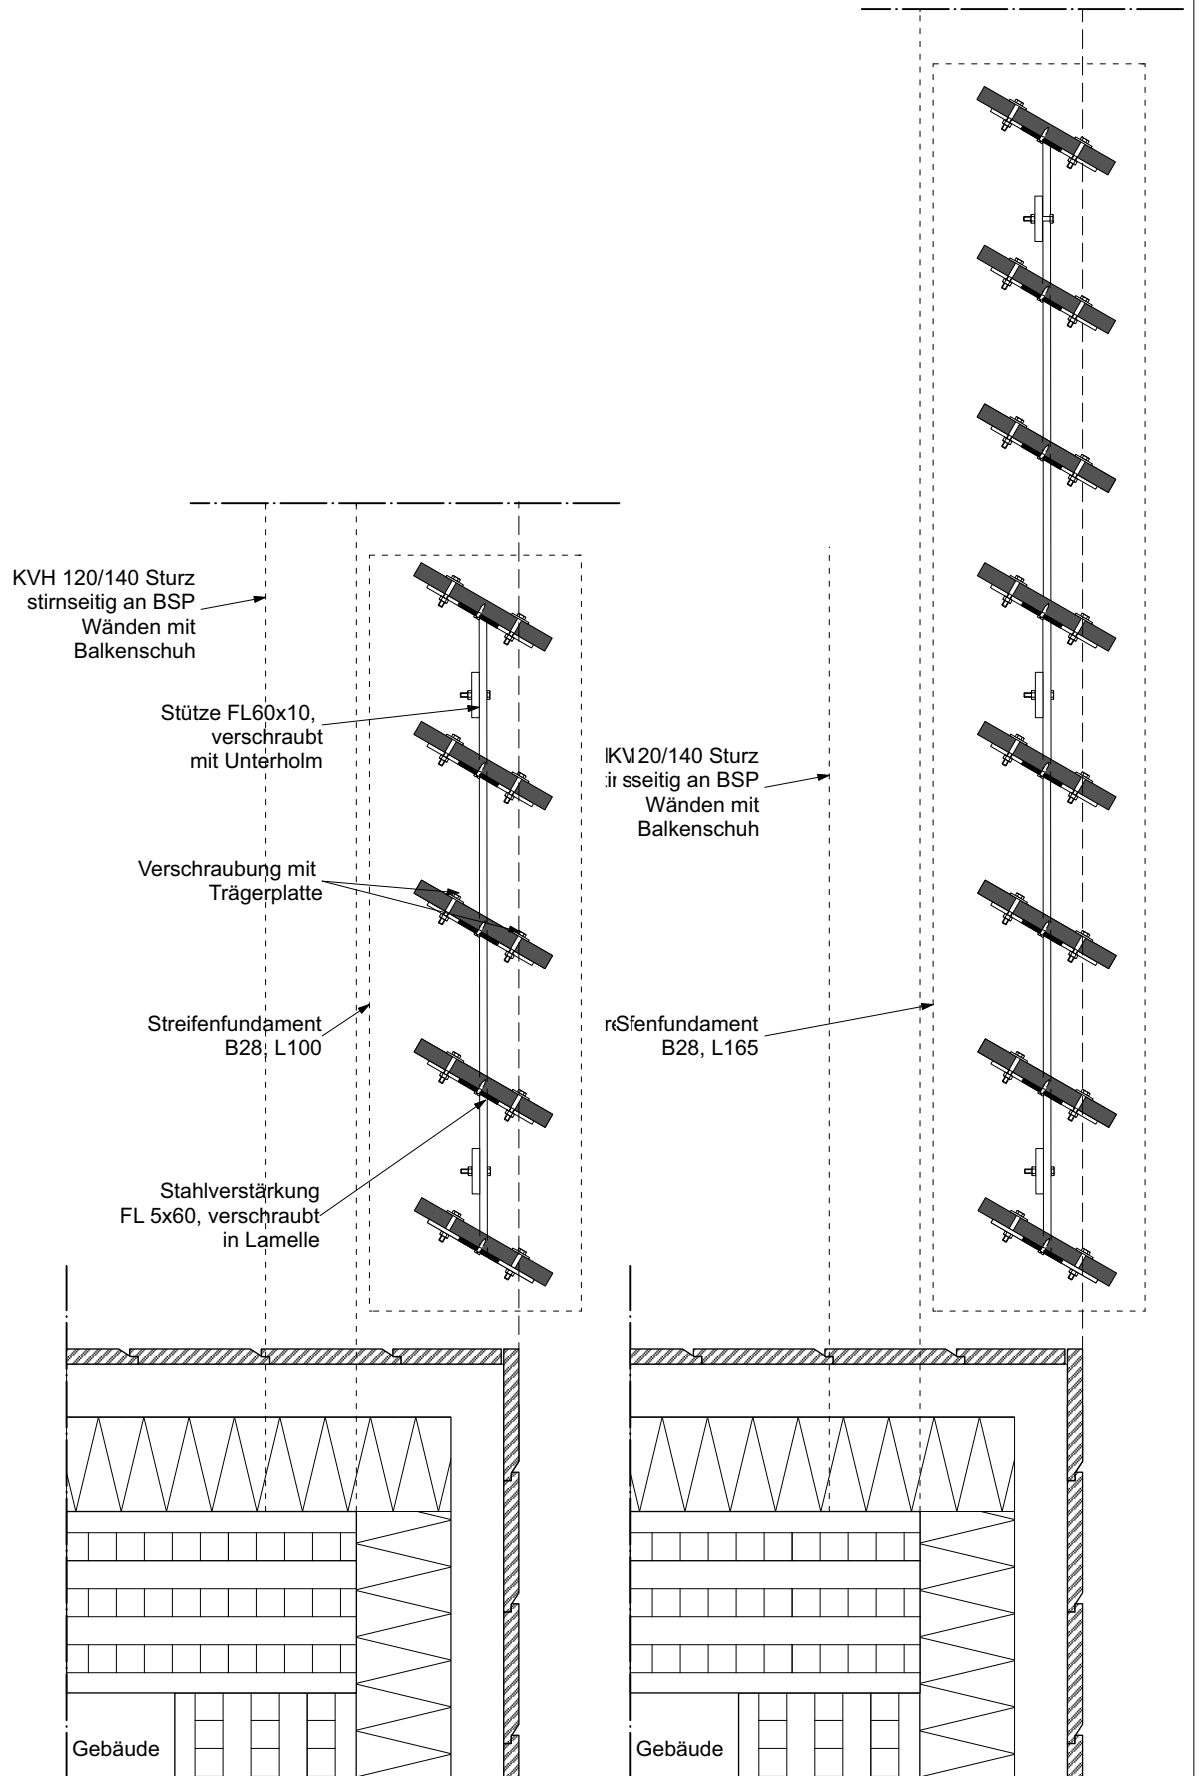 KVH 120/140 Sturz
stirnseitig an BSP
Wänden mit
Balkenschuh
Stütze FL60x10,
verschraubt
mit Unterholm
Verschraubung mit
Trägerplatte
Streifenfundament
B28, L100
Stahlverstärkung
FL 5x60, verschraubt
in Lamelle
Gebäude
20/140 Sturz
sseitig an BSP
Wänden mit
Balkenschuh
fenfundament
B28, L165
Gebäude